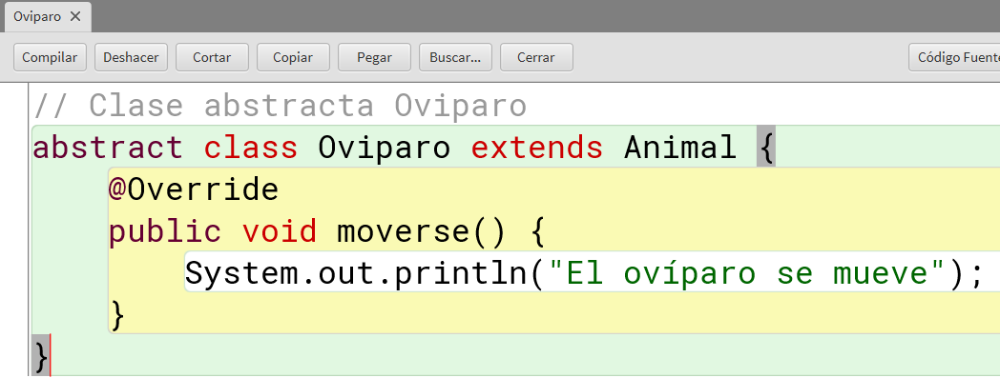 Oviparo ✕
Compilar Deshacer Cortar Copiar Pegar Buscar... Cerrar Código Fuente
// Clase abstracta Oviparo
abstract class Oviparo extends Animal {
@Override
public void moverse() {
System.out.println("El ovíparo se mueve");
}
}